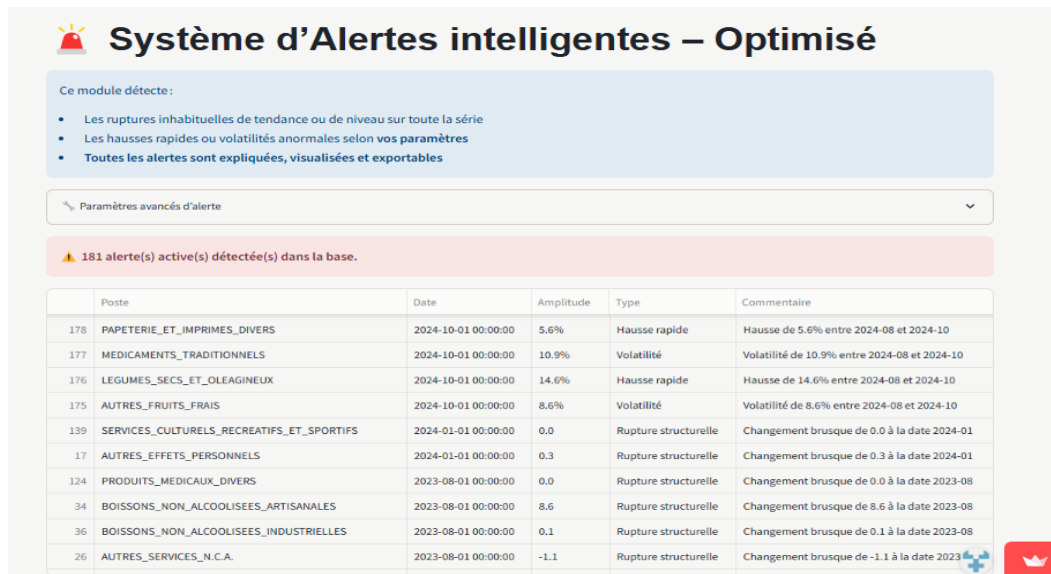 Système d’Alertes intelligentes – Optimisé
Ce module détecte :
• Les ruptures inhabituelles de tendance ou de niveau sur toute la série
• Les hausses rapides ou volatilités anormales selon vos paramètres
• Toutes les alertes sont expliquées, visualisées et exportables
Paramètres avancés d'alerte
181 alerte(s) active(s) détectée(s) dans la base.
Poste Date Amplitude Type Commentaire
178 PAPETERIE_ET_IMPRIMES_DIVERS 2024-10-01 00:00:00 5.6% Hausse rapide Hausse de 5.6% entre 2024-08 et 2024-10
177 MEDICAMENTS_TRADITIONNELS 2024-10-01 00:00:00 10.9% Volatilité Volatilité de 10.9% entre 2024-08 et 2024-10
176 LEGUMES_SECS_ET_OLEAGINEUX 2024-10-01 00:00:00 14.6% Hausse rapide Hausse de 14.6% entre 2024-08 et 2024-10
175 AUTRES_FRUITS_FRAIS 2024-10-01 00:00:00 8.6% Volatilité Volatilité de 8.6% entre 2024-08 et 2024-10
139 SERVICES_CULTURELS_RECREATIFS_ET_SPORTIFS 2024-01-01 00:00:00 0.0 Rupture structurelle Changement brusque de 0.0 à la date 2024-01
17 AUTRES_EFFETS_PERSONNELS 2024-01-01 00:00:00 0.3 Rupture structurelle Changement brusque de 0.3 à la date 2024-01
124 PRODUITS_MEDICAUX_DIVERS 2023-08-01 00:00:00 0.0 Rupture structurelle Changement brusque de 0.0 à la date 2023-08
34 BOISSONS_NON_ALCOOLISEES_ARTISANALES 2023-08-01 00:00:00 8.6 Rupture structurelle Changement brusque de 8.6 à la date 2023-08
36 BOISSONS_NON_ALCOOLISEES_INDUSTRIELLES 2023-08-01 00:00:00 0.1 Rupture structurelle Changement brusque de 0.1 à la date 2023-08
26 AUTRES_SERVICES_N.C.A. 2023-08-01 00:00:00 -1.1 Rupture structurelle Changement brusque de -1.1 à la date 2023